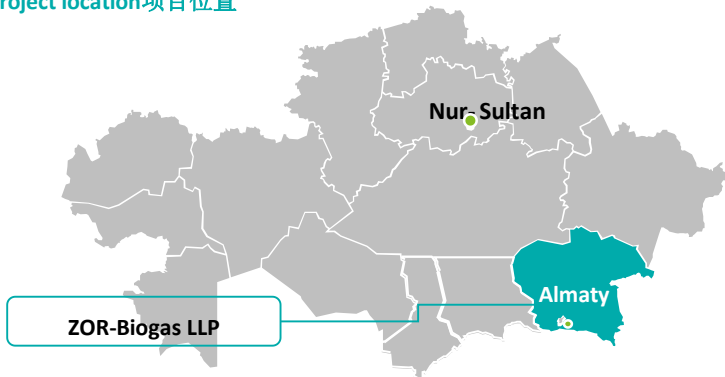 roject location项目位置
Nur-Sultan
Almaty
ZOR-Biogas LLP